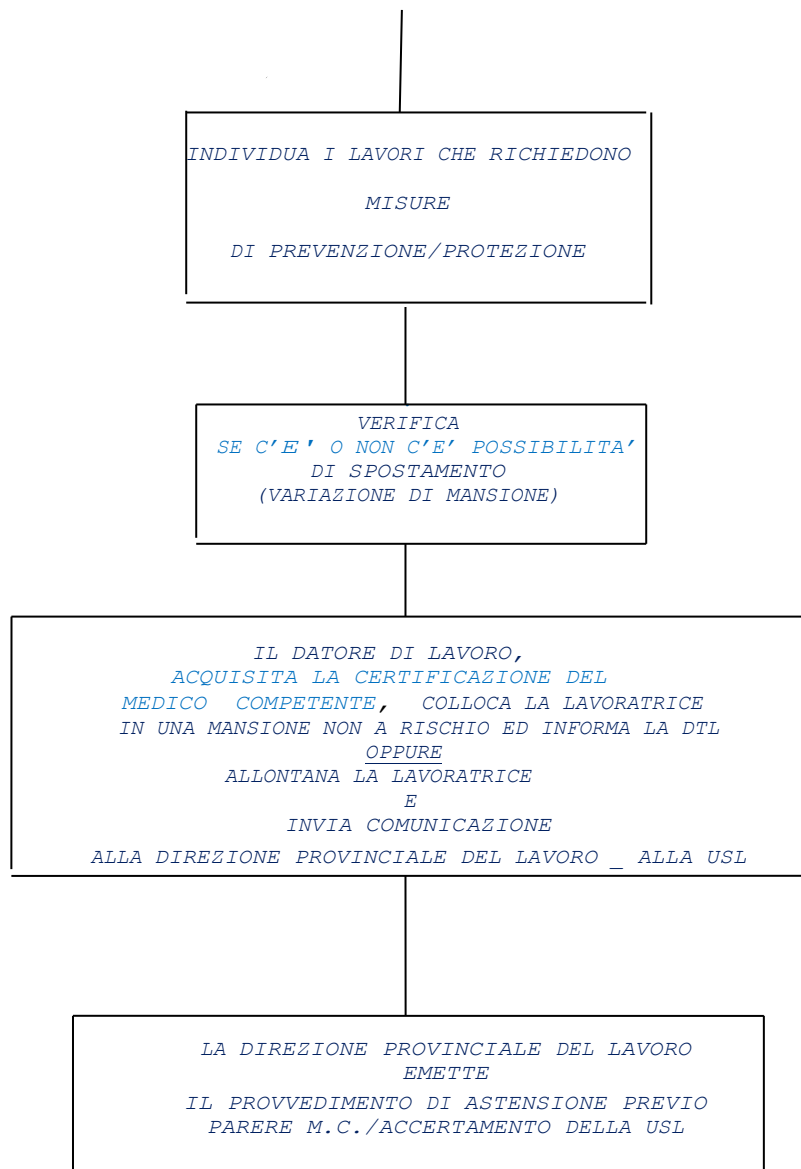 INDIVIDUA I LAVORI CHE RICHIEDONO
MISURE
DI PREVENZIONE/PROTEZIONE
VERIFICA
SE C'E' O NON C'E' POSSIBILITA'
DI SPOSTAMENTO
(VARIAZIONE DI MANSIONE)
IL DATORE DI LAVORO,
ACQUISITA LA CERTIFICAZIONE DEL
MEDICO COMPETENTE, COLLOCA LA LAVORATRICE
IN UNA MANSIONE NON A RISCHIO ED INFORMA LA DTL
OPPURE
ALLONTANA LA LAVORATRICE
E
INVIA COMUNICAZIONE
ALLA DIREZIONE PROVINCIALE DEL LAVORO _ ALLA USL
LA DIREZIONE PROVINCIALE DEL LAVORO
EMETTE
IL PROVVEDIMENTO DI ASTENSIONE PREVIO
PARERE M.C./ACCERTAMENTO DELLA USL